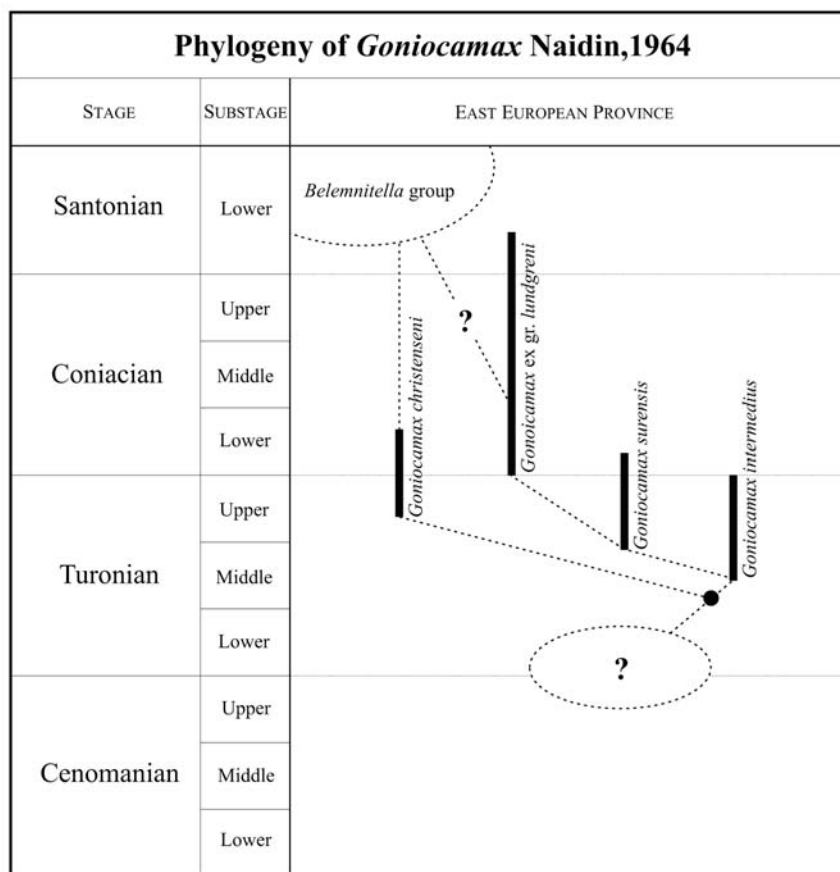 Phylogeny of Goniocamax Naidin,1964
STAGE
SUBSTAGE
EAST EUROPEAN PROVINCE
Santonian
Lower
Belemnitella group
Coniacian
Upper
Middle
Lower
?
Goniocamax christenseni
Gonoicamax ex gr. lundgreni
Goniocamax surensis
Goniocamax intermedius
Turonian
Upper
Middle
Lower
?
Cenomanian
Upper
Middle
Lower